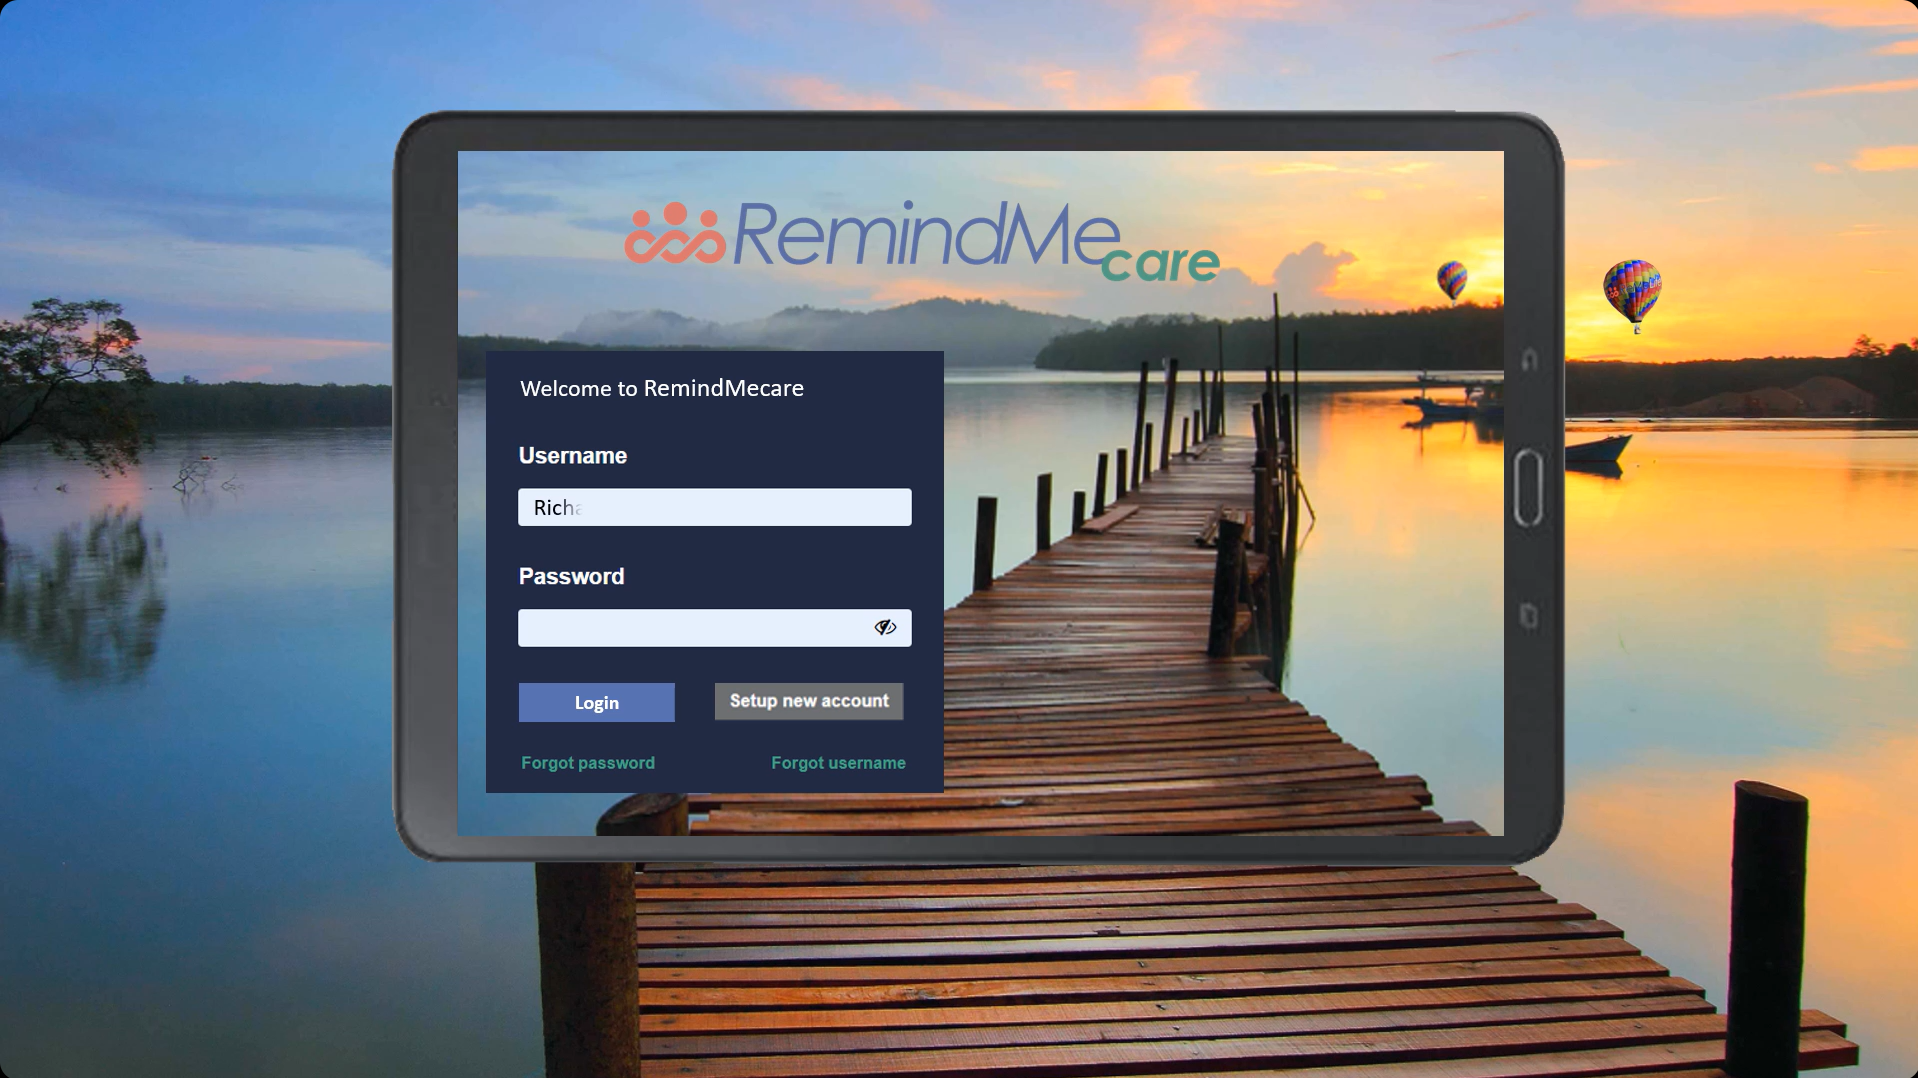 RemindMe
care
Welcome to RemindMecare
Username
Richa
Password
Login
Setup new account
Forgot password
Forgot username